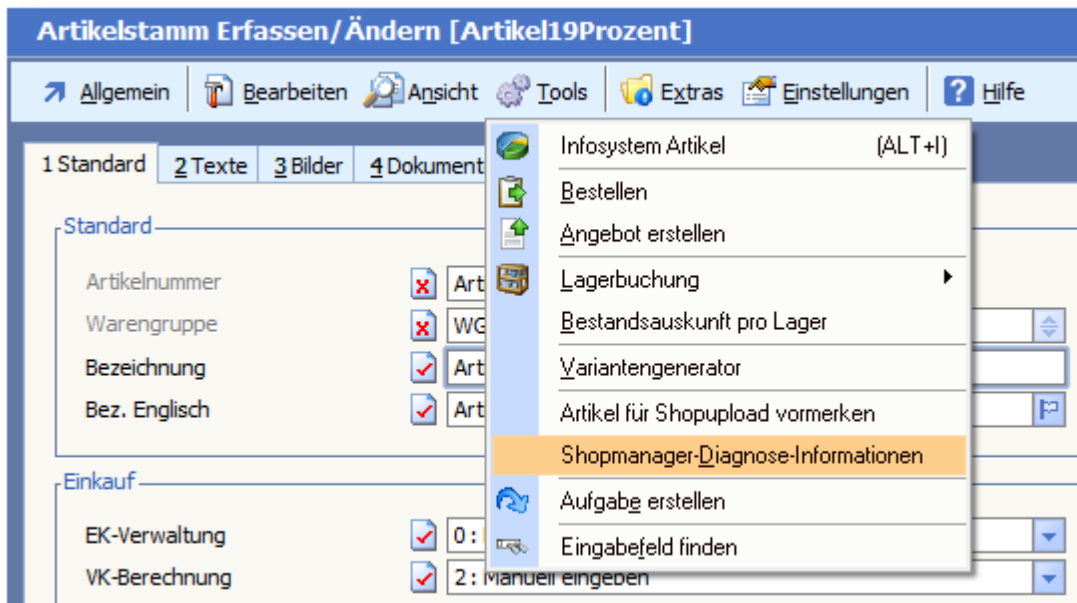 Artikelstamm Erfassen/Ändern [Artikel19Prozent]
Allgemein Bearbeiten Ansicht Tools Extras Einstellungen Hilfe
1 Standard 2 Texte 3 Bilder 4 Dokument
Infosystem Artikel (ALT+I)
Bestellen
Standard
Angebot erstellen
Artikelnummer Art
Lagerbuchung
Warengruppe WG
Bestandsauskunft pro Lager
Bezeichnung Art
Variantengenerator
Bez. Englisch Art
Artikel für Shopupload vormerken
Shopmanager-Diagnose-Informationen
Einkauf
Aufgabe erstellen
EK-Verwaltung 0 :
Eingabefeld finden
VK-Berechnung 2 : Manuell eingeben